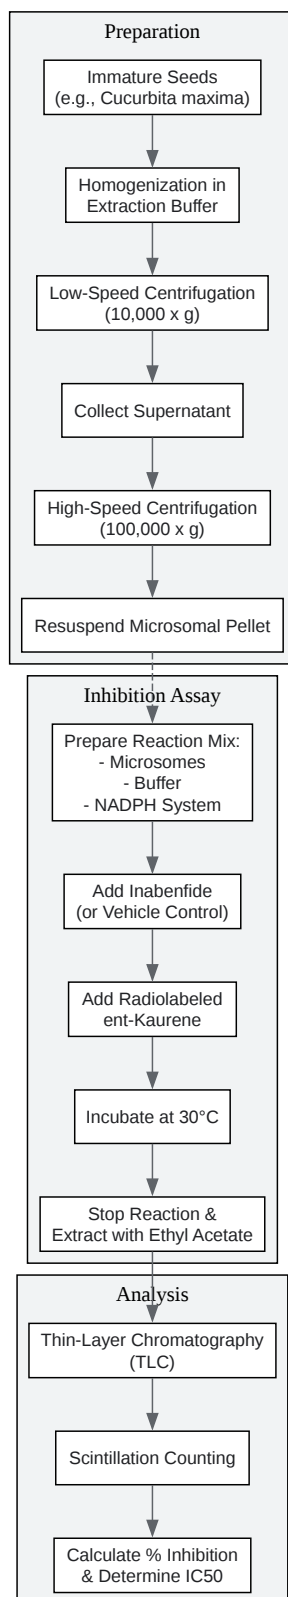 Preparation
Immature Seeds
(e.g., Cucurbita maxima)
Homogenization in
Extraction Buffer
Low-Speed Centrifugation
(10,000 x g)
Collect Supernatant
High-Speed Centrifugation
(100,000 x g)
Resuspend Microsomal Pellet
Inhibition Assay
Prepare Reaction Mix:
- Microsomes
- Buffer
- NADPH System
Add Inabenfide
(or Vehicle Control)
Add Radiolabeled
ent-Kaurene
Incubate at 30°C
Stop Reaction &
Extract with Ethyl Acetate
Analysis
Thin-Layer Chromatography
(TLC)
Scintillation Counting
Calculate % Inhibition
& Determine IC50